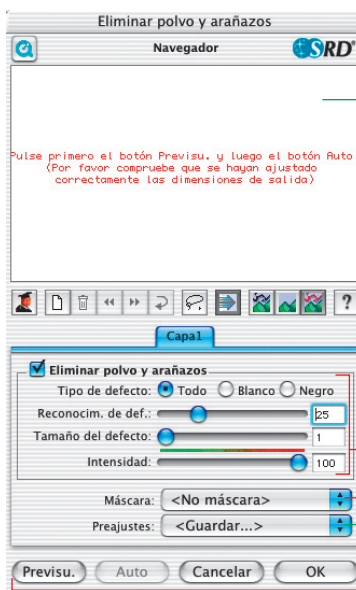 Eliminar polvo y arañazos
Navegador
SRD
Pulse primero el botón Previsu. y luego el botón Auto
(Por favor compruebe que se hayan ajustado
correctamente las dimensiones de salida)
?
Capa1
Eliminar polvo y arañazos
Tipo de defecto: Todo Blanco Negro
Reconocim. de def.: 25
Tamaño del defecto: 1
Intensidad: 100
Máscara: <No máscara>
Preajustes: <Guardar...>
Previsu. Auto Cancelar OK